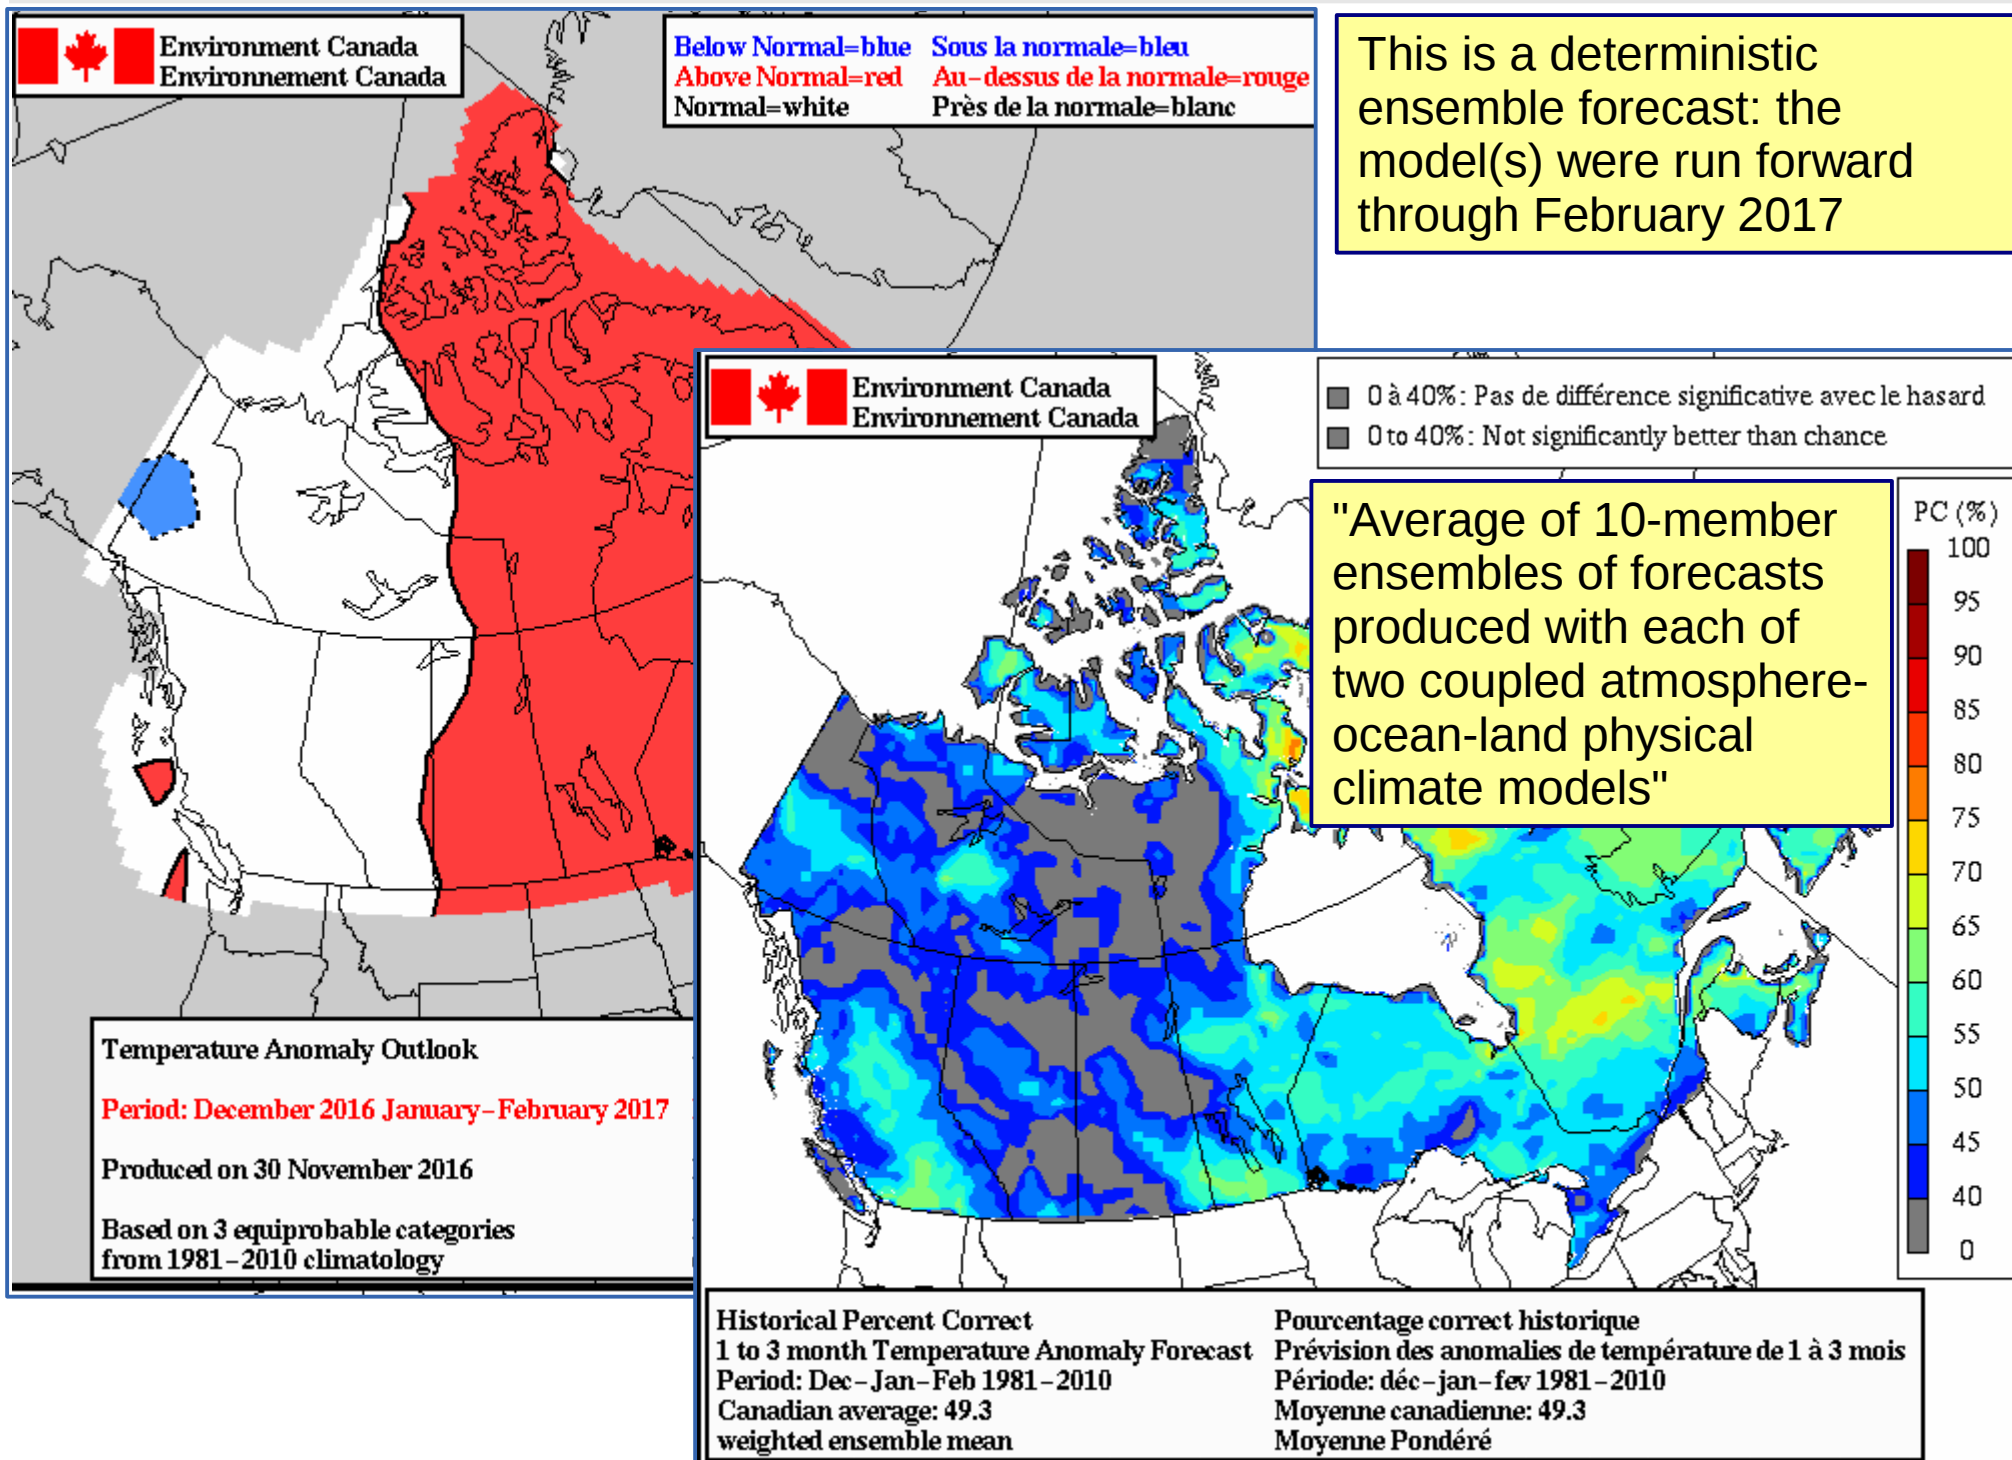 Environment Canada
Environnement Canada
Below Normal=blue Sous la normale=bleu
Above Normal=red Au-dessus de la normale=rouge
Normal=white Près de la normale=blanc
This is a deterministic
ensemble forecast: the
model(s) were run forward
through February 2017
Temperature Anomaly Outlook
Period: December 2016 January-February 2017
Produced on 30 November 2016
Based on 3 equiprobable categories
from 1981-2010 climatology
Environment Canada
Environnement Canada
0 à 40%: Pas de différence significative avec le hasard
0 to 40%: Not significantly better than chance
"Average of 10-member
ensembles of forecasts
produced with each of
two coupled atmosphere-
ocean-land physical
climate models"
PC (%)
100
95
90
85
80
75
70
65
60
55
50
45
40
0
Historical Percent Correct
1 to 3 month Temperature Anomaly Forecast
Period: Dec-Jan-Feb 1981-2010
Canadian average: 49.3
weighted ensemble mean
Pourcentage correct historique
Prévision des anomalies de température de 1 à 3 mois
Période: déc-jan-fev 1981-2010
Moyenne canadienne: 49.3
Moyenne Pondéré